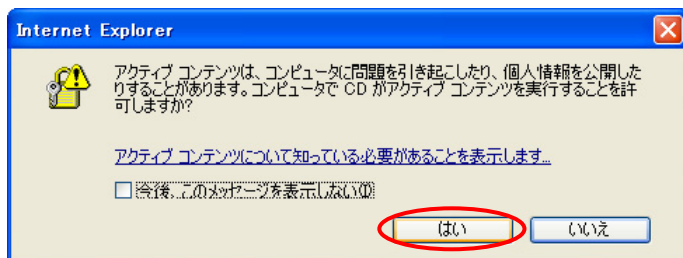 Internet Explorer
アクティブ コンテンツは、コンピュータに問題を引き起こしたり、個人情報を公開した
りすることがあります。コンピュータで CD がアクティブ コンテンツを実行することを許
可しますか?
アクティブ コンテンツについて知っている必要があることを表示します...
今後、このメッセージを表示しない(I)
はい
いいえ